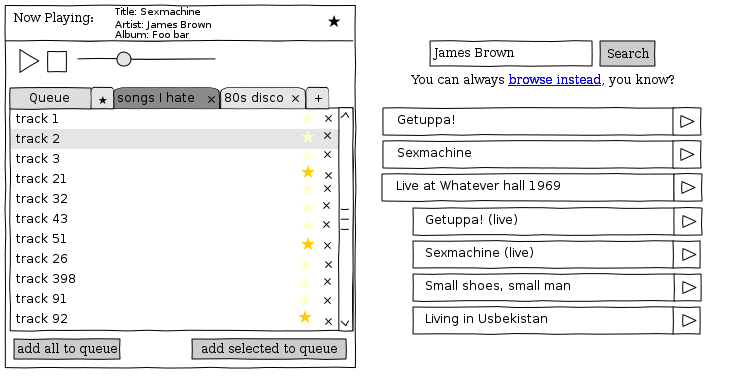 Now Playing:
Title: Sexmachine
Artist: James Brown
Album: Foo bar
Queue
songs I hate
80s disco
+
track 1
track 2
track 3
track 21
track 32
track 43
track 51
track 26
track 398
track 91
track 92
add all to queue
add selected to queue
James Brown
Search
You can always browse instead, you know?
Getuppa!
Sexmachine
Live at Whatever hall 1969
Getuppa! (live)
Sexmachine (live)
Small shoes, small man
Living in Usbekistan